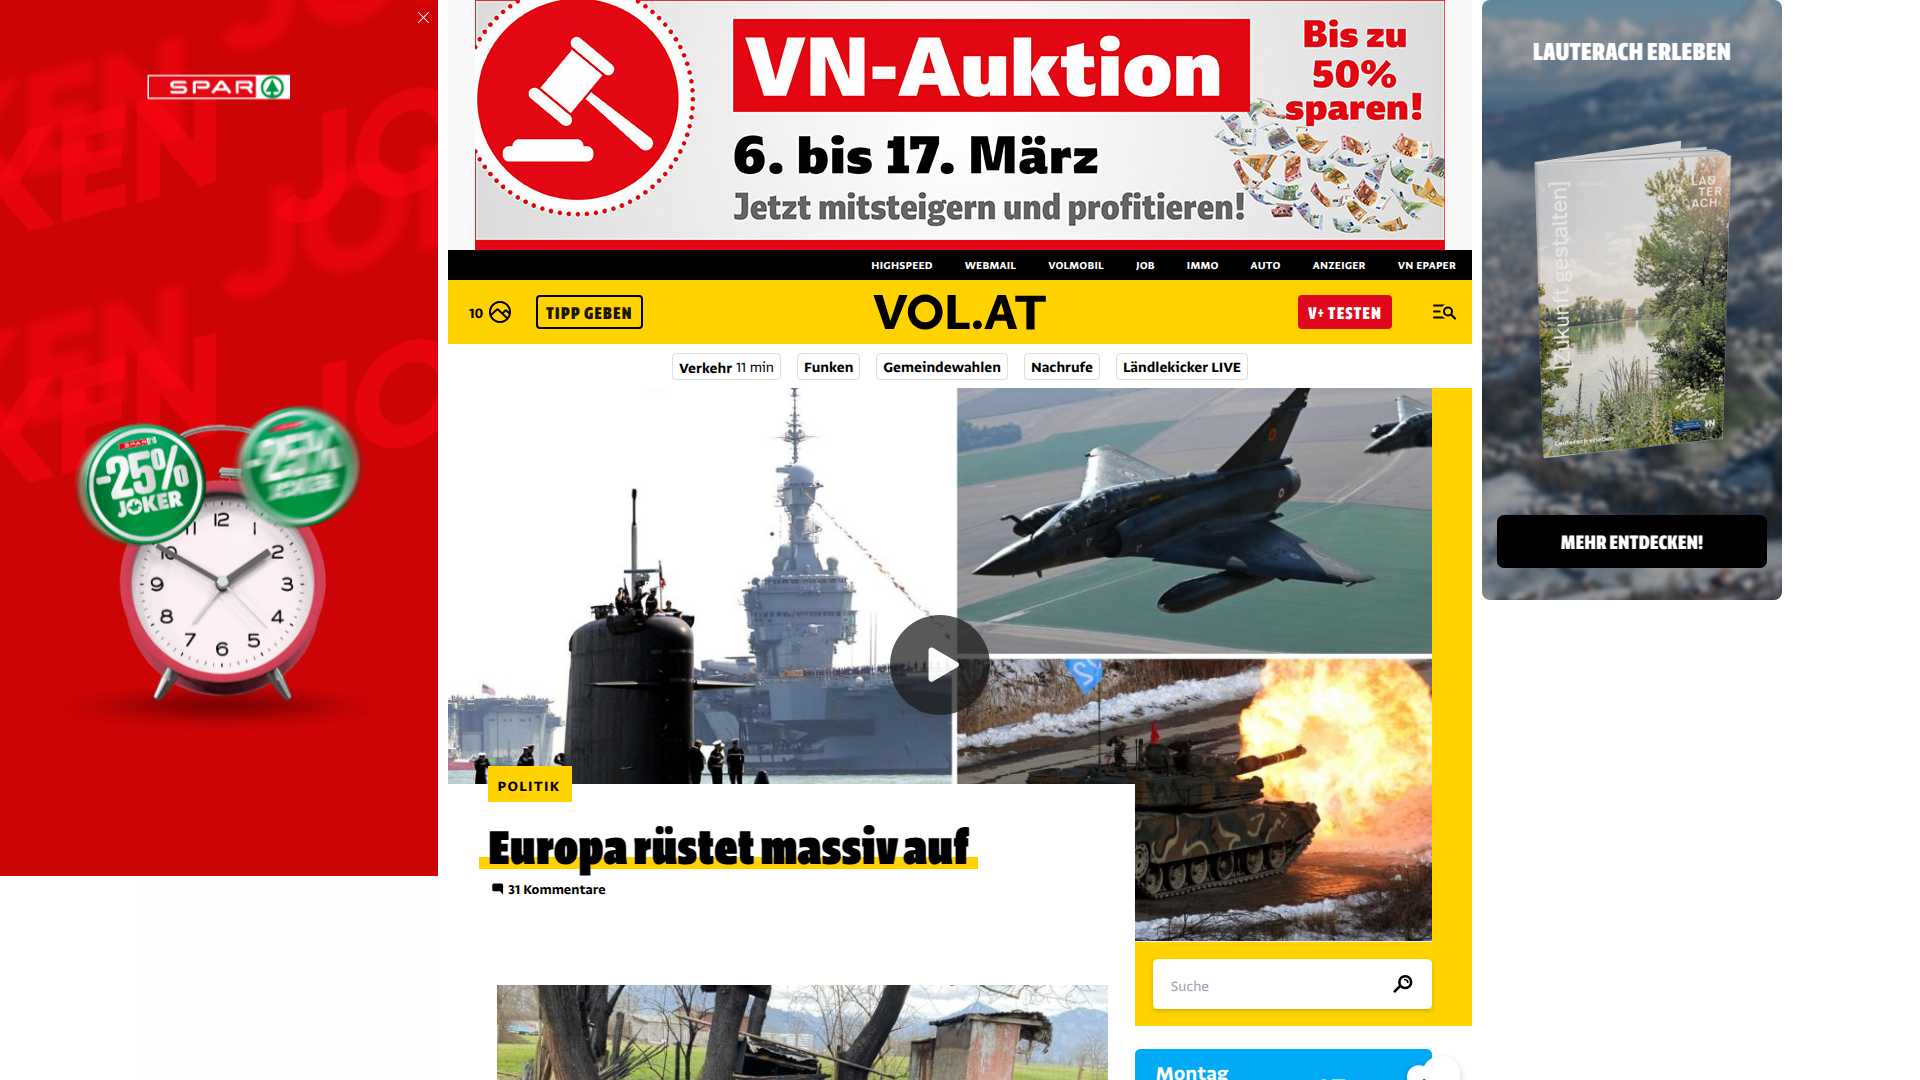 SPAR
-25%
JOKER
VN-Auktion
6. bis 17. März
Jetzt mitsteigern und profitieren!
Bis zu
50%
sparen!
LAUTERACH ERLEBEN
LAU
TER
ACH
[Zukunft gestalten]
MEHR ENTDECKEN!
HIGHSPEED WEBMAIL VOLMOBIL JOB IMMO AUTO ANZEIGER VN EPAPER
10 TIPP GEBEN VOL.AT V+ TESTEN
Verkehr 11 min Funken Gemeindewahlen Nachrufe Ländlekicker LIVE
POLITIK
Europa rüstet massiv auf
31 Kommentare
Suche
Montag